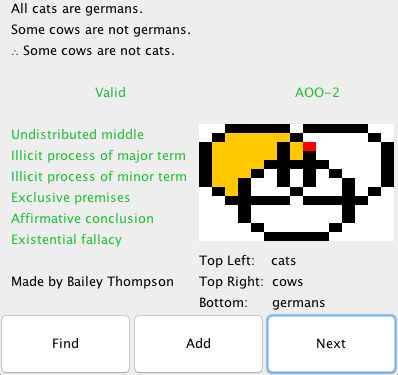 All cats are germans.
Some cows are not germans.
∴ Some cows are not cats.
Valid
AOO-2
Undistributed middle
Illicit process of major term
Illicit process of minor term
Exclusive premises
Affirmative conclusion
Existential fallacy
Made by Bailey Thompson
Top Left: cats
Top Right: cows
Bottom: germans
Find
Add
Next